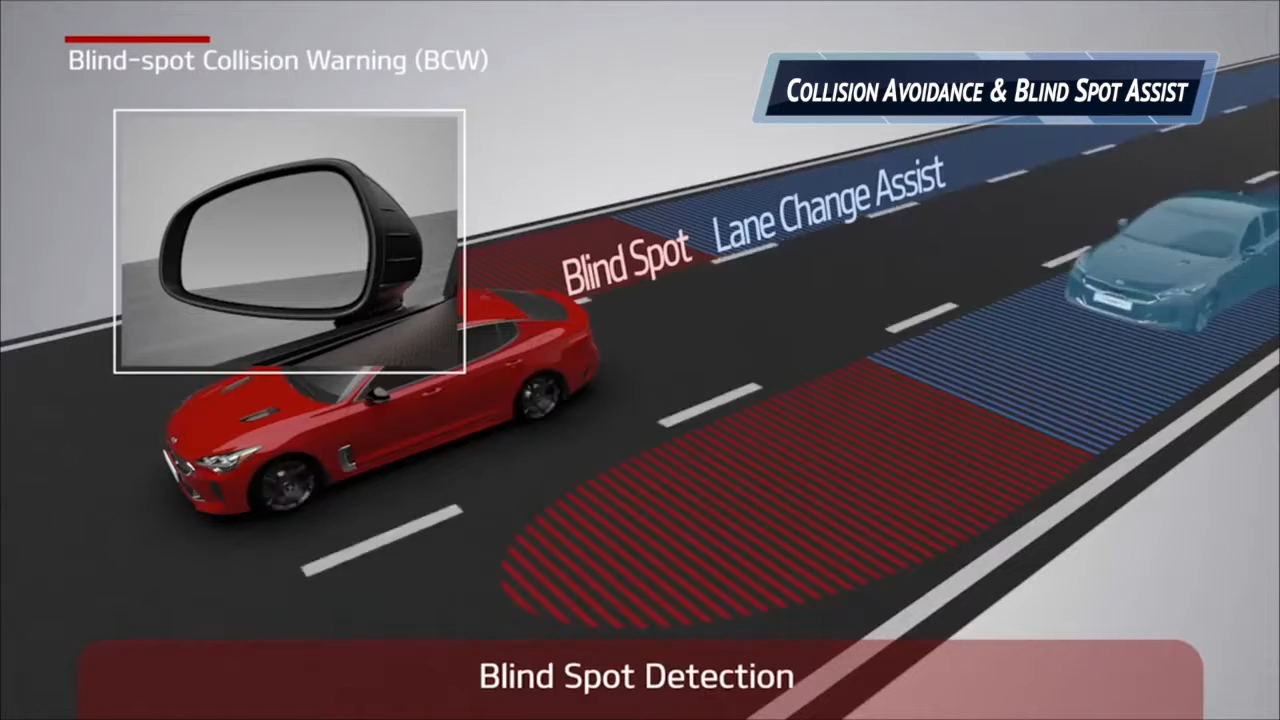 Blind-spot Collision Warning (BCW)
COLLISION AVOIDANCE & BLIND SPOT ASSIST
Lane Change Assist
Blind Spot
Blind Spot Detection